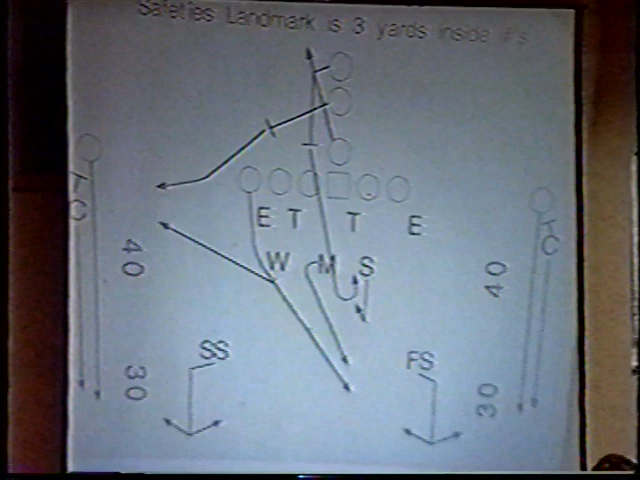 Safeties Landmark is 3 yards inside #'s
E T T E
C C
W M S
40 40
SS FS
30 30